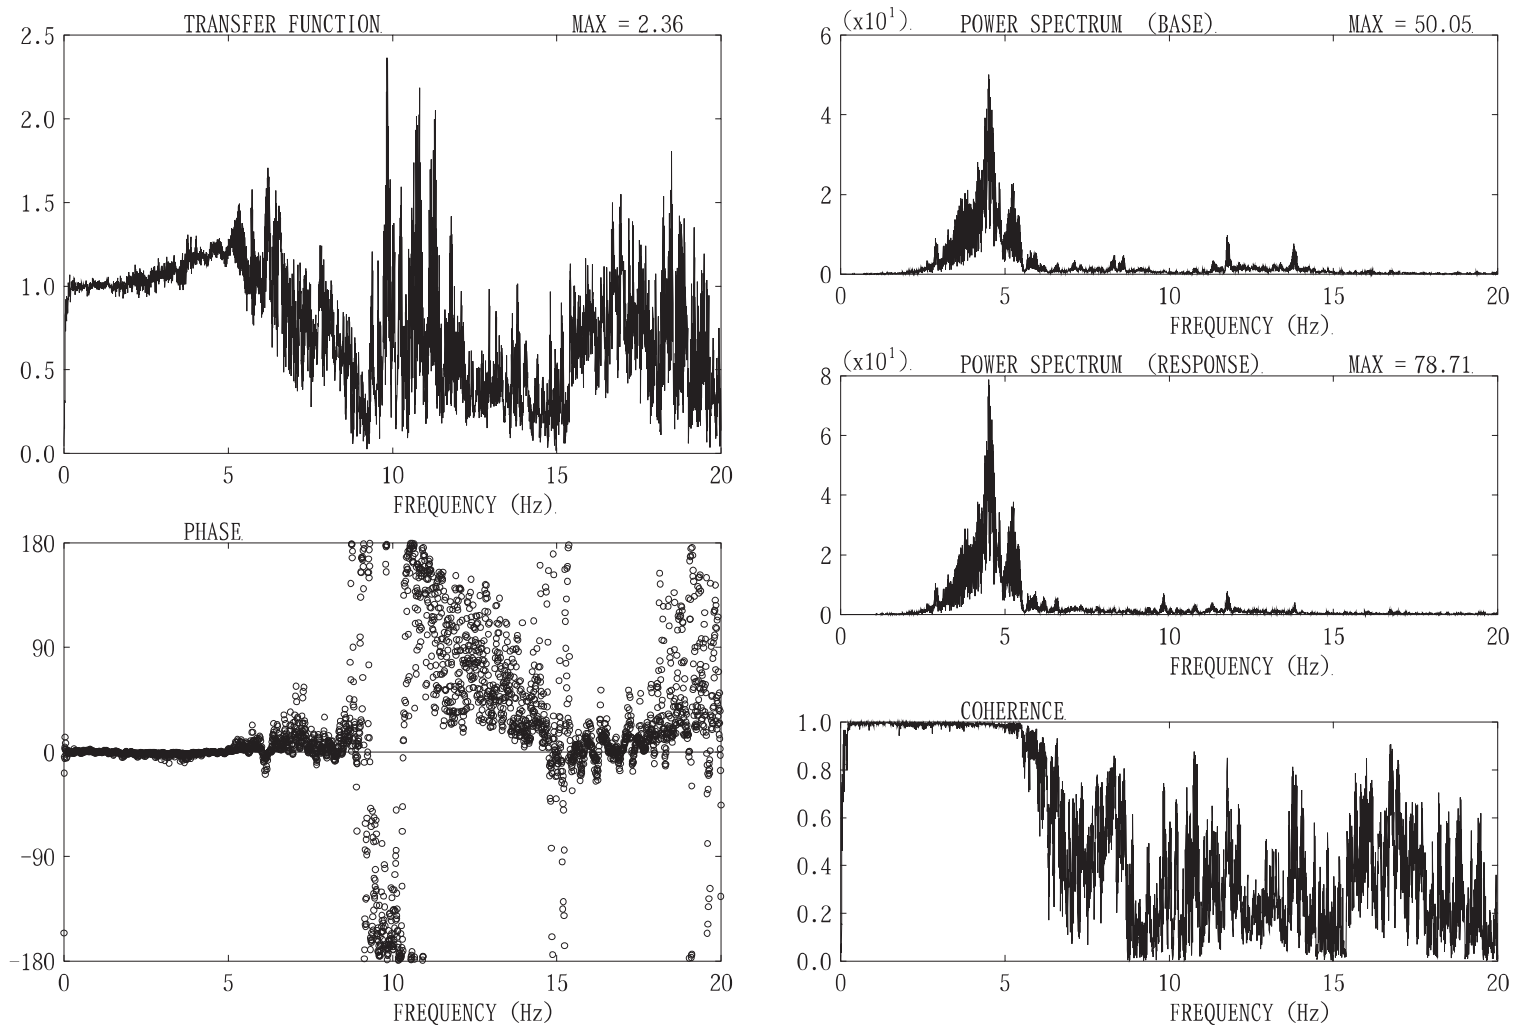 TRANSFER FUNCTION MAX = 2.36
2.5
2.0
1.5
1.0
0.5
0.0
0 5 10 15 20
FREQUENCY (Hz)
PHASE
180
90
0
-90
-180
0 5 10 15 20
FREQUENCY (Hz)
(x10¹) POWER SPECTRUM (BASE) MAX = 50.05
6
4
2
0
0 5 10 15 20
FREQUENCY (Hz)
(x10¹) POWER SPECTRUM (RESPONSE) MAX = 78.71
8
6
4
2
0
0 5 10 15 20
FREQUENCY (Hz)
COHERENCE
1.0
0.8
0.6
0.4
0.2
0.0
0 5 10 15 20
FREQUENCY (Hz)